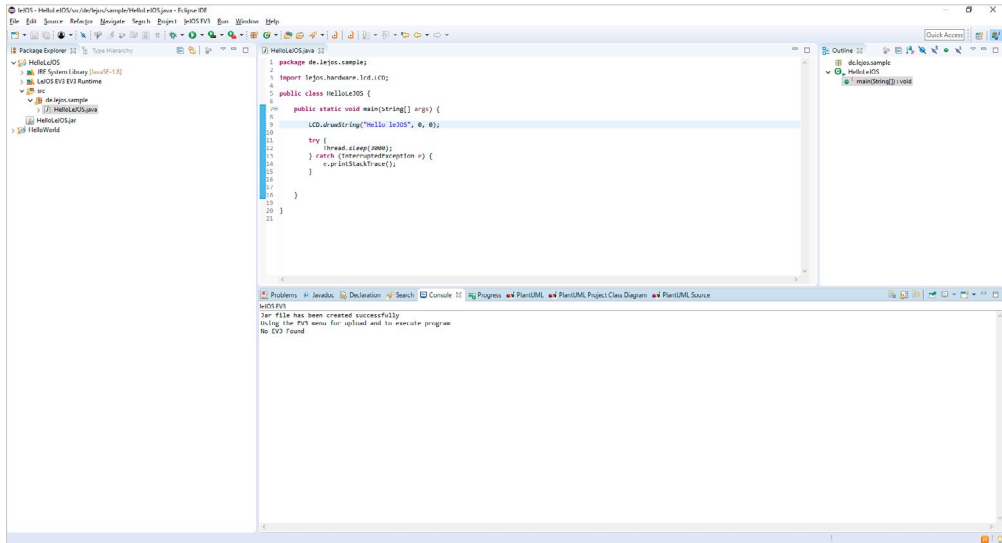 leJOS - HelloLeJOS/src/de/lejos/sample/HelloLeJOS.java - Eclipse IDE
File Edit Source Refactor Navigate Search Project leJOS EV3 Run Window Help
Quick Access
Package Explorer Type Hierarchy
HelloLeJOS
JRE System Library [JavaSE-1.8]
LeJOS EV3 EV3 Runtime
src
de.lejos.sample
HelloLeJOS.java
HelloLeJOS.jar
HelloWorld
HelloLeJOS.java
1 package de.lejos.sample;
2
3 import lejos.hardware.lcd.LCD;
4
5 public class HelloLeJOS {
6
7 public static void main(String[] args) {
8
9 LCD.drawString("Hello leJOS", 0, 0);
10
11 try {
12 Thread.sleep(3000);
13 } catch (InterruptedException e) {
14 e.printStackTrace();
15 }
16
17
18 }
19
20 }
21
Outline
de.lejos.sample
HelloLeJOS
main(String[]) : void
Problems Javadoc Declaration Search Console Progress PlantUML PlantUML Project Class Diagram PlantUML Source
leJOS EV3
Jar file has been created successfully
Using the EV3 menu for upload and to execute program
No EV3 Found